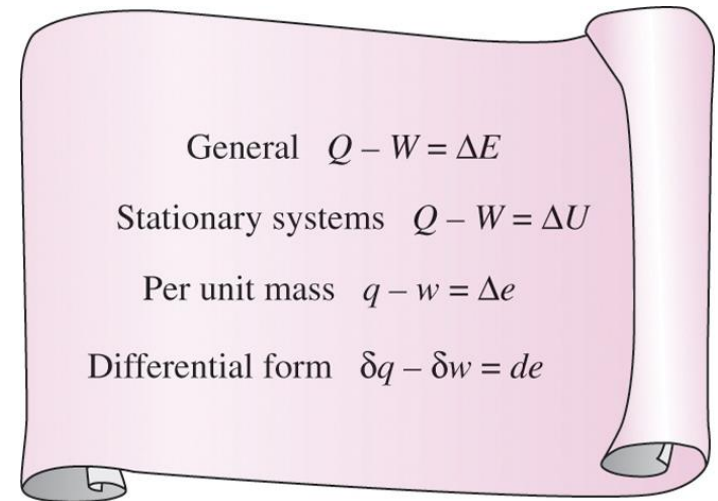 General Q – W = ΔE
Stationary systems Q – W = ΔU
Per unit mass q – w = Δe
Differential form δq – δw = de